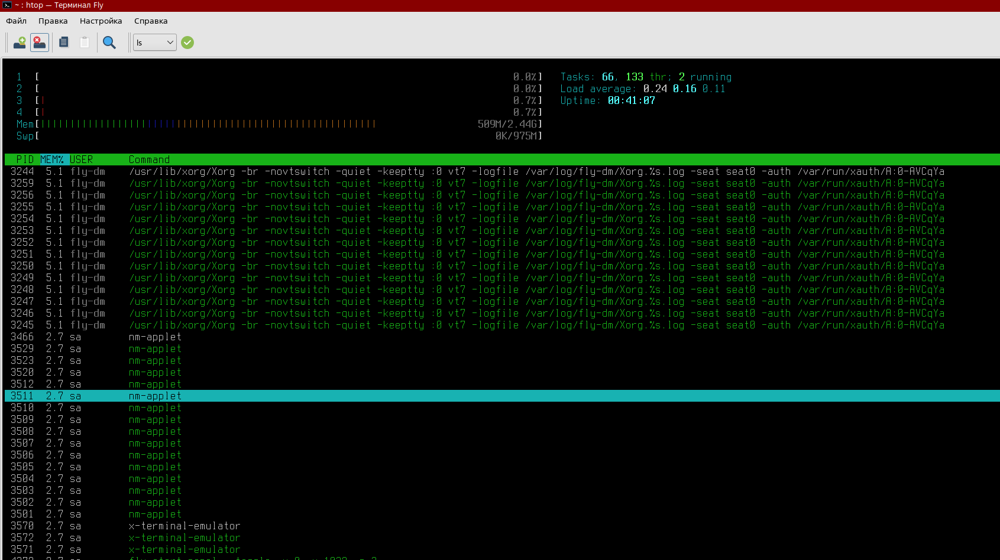 ~ : htop — Терминал Fly
Файл Правка Настройка Справка
ls
1 [ 0.0%] Tasks: 66, 133 thr; 2 running
2 [ 0.0%] Load average: 0.24 0.16 0.11
3 [| 0.7%] Uptime: 00:41:07
4 [| 0.7%]
Mem[||||||||||||||||||||||||||||||||||||||||||||||||||||||||| 509M/2.44G]
Swp[ 0K/975M]
PID MEM% USER Command
3244 5.1 fly-dm /usr/lib/xorg/Xorg -br -novtswitch -quiet -keeptty :0 vt7 -logfile /var/log/fly-dm/Xorg.%s.log -seat seat0 -auth /var/run/xauth/A:0-AVCqYa
3259 5.1 fly-dm /usr/lib/xorg/Xorg -br -novtswitch -quiet -keeptty :0 vt7 -logfile /var/log/fly-dm/Xorg.%s.log -seat seat0 -auth /var/run/xauth/A:0-AVCqYa
3256 5.1 fly-dm /usr/lib/xorg/Xorg -br -novtswitch -quiet -keeptty :0 vt7 -logfile /var/log/fly-dm/Xorg.%s.log -seat seat0 -auth /var/run/xauth/A:0-AVCqYa
3255 5.1 fly-dm /usr/lib/xorg/Xorg -br -novtswitch -quiet -keeptty :0 vt7 -logfile /var/log/fly-dm/Xorg.%s.log -seat seat0 -auth /var/run/xauth/A:0-AVCqYa
3254 5.1 fly-dm /usr/lib/xorg/Xorg -br -novtswitch -quiet -keeptty :0 vt7 -logfile /var/log/fly-dm/Xorg.%s.log -seat seat0 -auth /var/run/xauth/A:0-AVCqYa
3253 5.1 fly-dm /usr/lib/xorg/Xorg -br -novtswitch -quiet -keeptty :0 vt7 -logfile /var/log/fly-dm/Xorg.%s.log -seat seat0 -auth /var/run/xauth/A:0-AVCqYa
3252 5.1 fly-dm /usr/lib/xorg/Xorg -br -novtswitch -quiet -keeptty :0 vt7 -logfile /var/log/fly-dm/Xorg.%s.log -seat seat0 -auth /var/run/xauth/A:0-AVCqYa
3251 5.1 fly-dm /usr/lib/xorg/Xorg -br -novtswitch -quiet -keeptty :0 vt7 -logfile /var/log/fly-dm/Xorg.%s.log -seat seat0 -auth /var/run/xauth/A:0-AVCqYa
3250 5.1 fly-dm /usr/lib/xorg/Xorg -br -novtswitch -quiet -keeptty :0 vt7 -logfile /var/log/fly-dm/Xorg.%s.log -seat seat0 -auth /var/run/xauth/A:0-AVCqYa
3249 5.1 fly-dm /usr/lib/xorg/Xorg -br -novtswitch -quiet -keeptty :0 vt7 -logfile /var/log/fly-dm/Xorg.%s.log -seat seat0 -auth /var/run/xauth/A:0-AVCqYa
3248 5.1 fly-dm /usr/lib/xorg/Xorg -br -novtswitch -quiet -keeptty :0 vt7 -logfile /var/log/fly-dm/Xorg.%s.log -seat seat0 -auth /var/run/xauth/A:0-AVCqYa
3247 5.1 fly-dm /usr/lib/xorg/Xorg -br -novtswitch -quiet -keeptty :0 vt7 -logfile /var/log/fly-dm/Xorg.%s.log -seat seat0 -auth /var/run/xauth/A:0-AVCqYa
3246 5.1 fly-dm /usr/lib/xorg/Xorg -br -novtswitch -quiet -keeptty :0 vt7 -logfile /var/log/fly-dm/Xorg.%s.log -seat seat0 -auth /var/run/xauth/A:0-AVCqYa
3245 5.1 fly-dm /usr/lib/xorg/Xorg -br -novtswitch -quiet -keeptty :0 vt7 -logfile /var/log/fly-dm/Xorg.%s.log -seat seat0 -auth /var/run/xauth/A:0-AVCqYa
3466 2.7 sa nm-applet
3529 2.7 sa nm-applet
3523 2.7 sa nm-applet
3520 2.7 sa nm-applet
3512 2.7 sa nm-applet
3511 2.7 sa nm-applet
3510 2.7 sa nm-applet
3509 2.7 sa nm-applet
3508 2.7 sa nm-applet
3507 2.7 sa nm-applet
3506 2.7 sa nm-applet
3505 2.7 sa nm-applet
3504 2.7 sa nm-applet
3503 2.7 sa nm-applet
3502 2.7 sa nm-applet
3501 2.7 sa nm-applet
3570 2.7 sa x-terminal-emulator
3572 2.7 sa x-terminal-emulator
3571 2.7 sa x-terminal-emulator